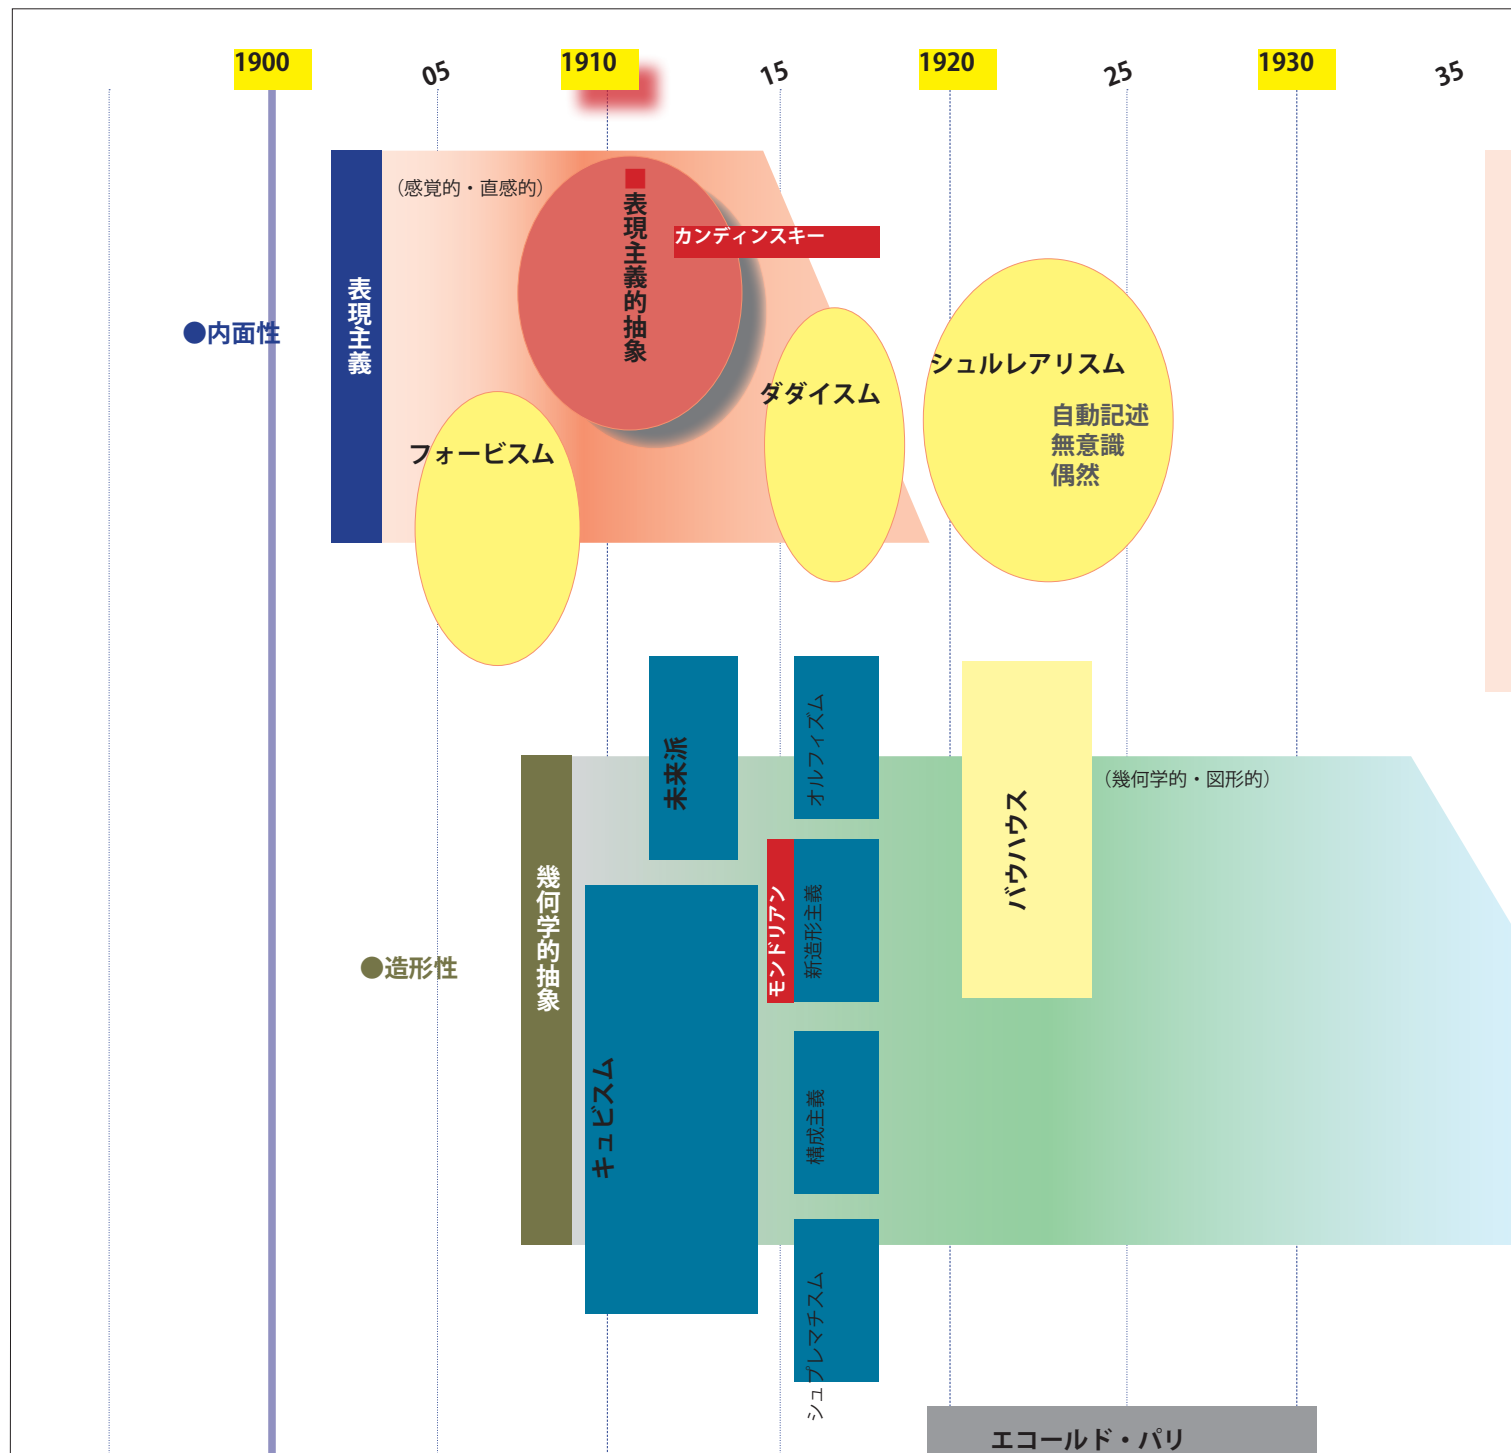 1900
05
1910
15
1920
25
1930
35
（感覚的・直感的）
■表現主義的抽象
カンディンスキー
表現主義
●内面性
フォービスム
ダダイスム
シュルレアリスム
自動記述
無意識
偶然
未来派
オルフィズム
バウハウス
（幾何学的・図形的）
幾何学的抽象
●造形性
モンドリアン
新造形主義
キュビスム
構成主義
シュプレマチスム
エコールド・パリ